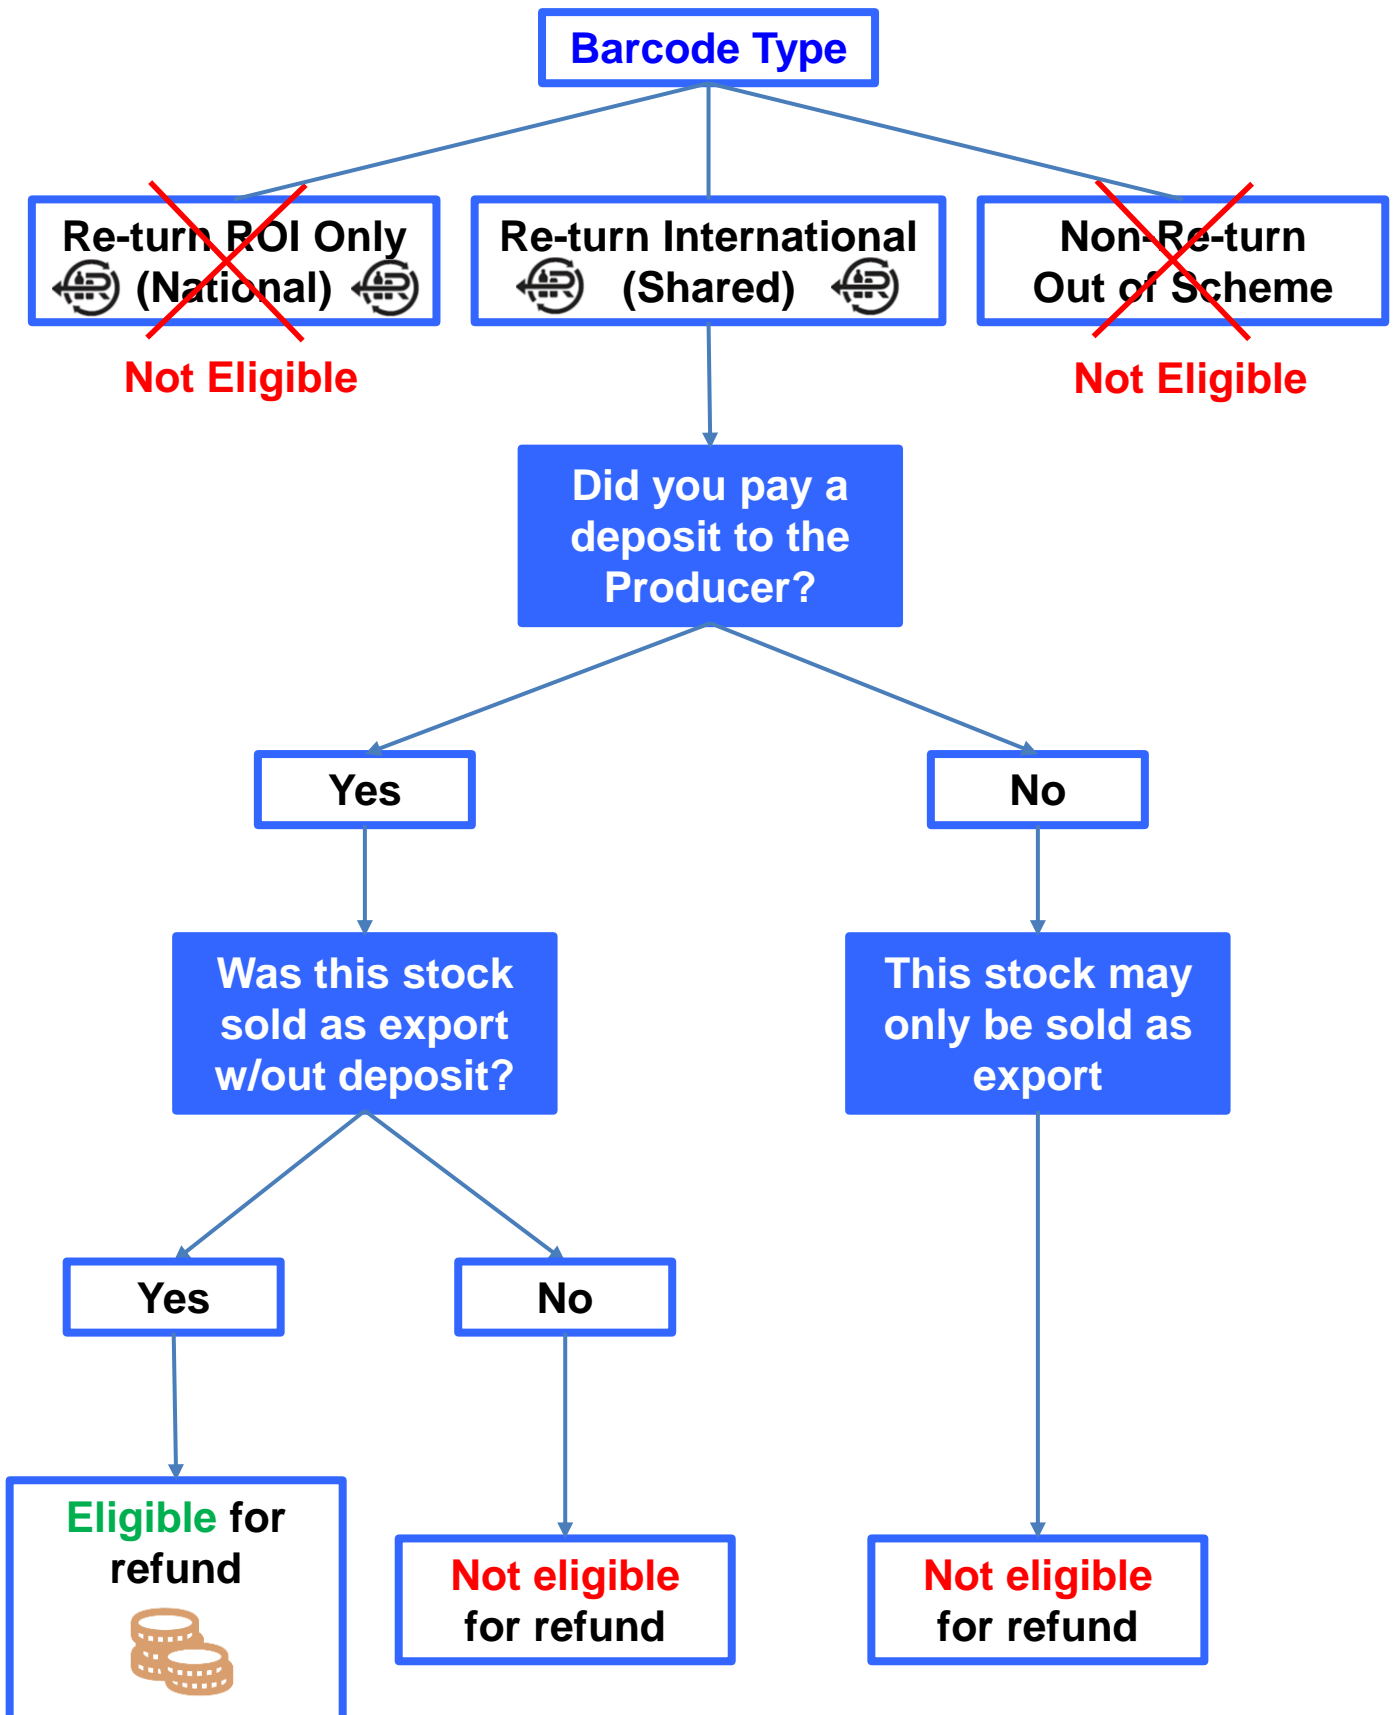 Barcode Type
Re-turn ROI Only
(National)
Not Eligible
Re-turn International
(Shared)
Non-Re-turn
Out of Scheme
Not Eligible
Did you pay a
deposit to the
Producer?
Yes
No
Was this stock
sold as export
w/out deposit?
This stock may
only be sold as
export
Yes
No
Eligible for
refund
Not eligible
for refund
Not eligible
for refund